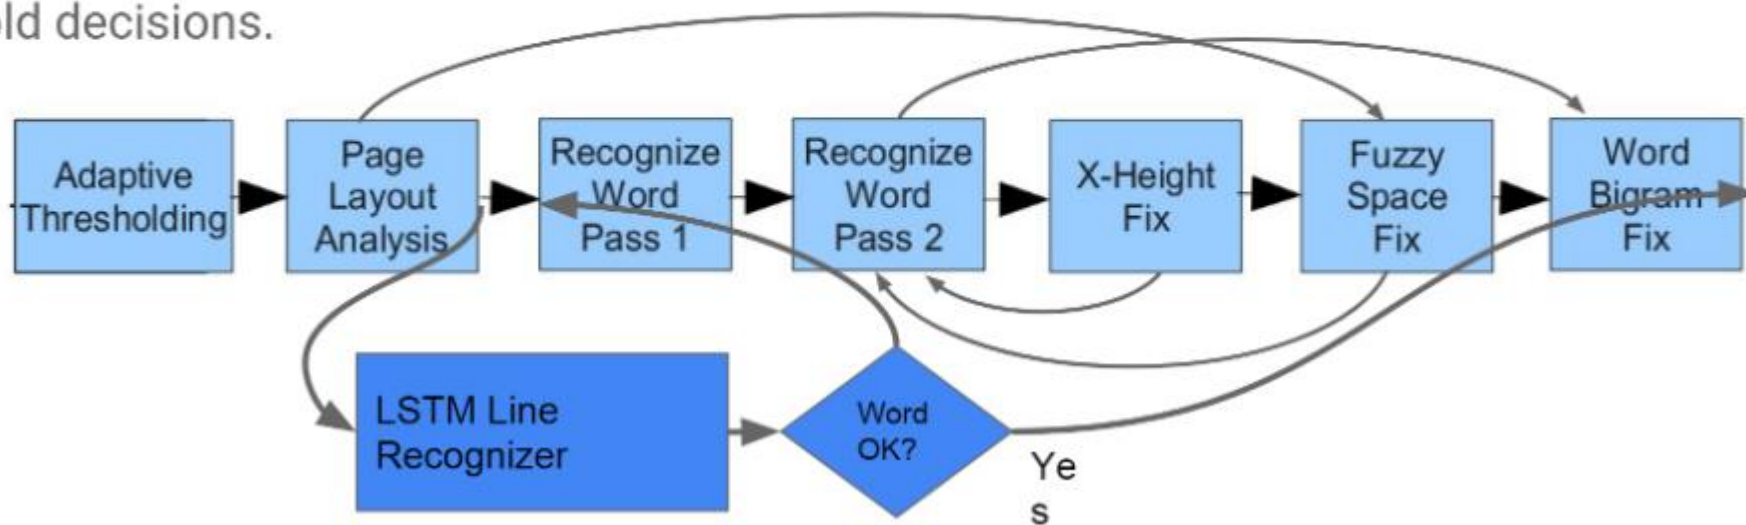 old decisions.
Adaptive
Thresholding
Page
Layout
Analysis
Recognize
Word
Pass 1
Recognize
Word
Pass 2
X-Height
Fix
Fuzzy
Space
Fix
Word
Bigram
Fix
LSTM Line
Recognizer
Word
OK?
Ye
s